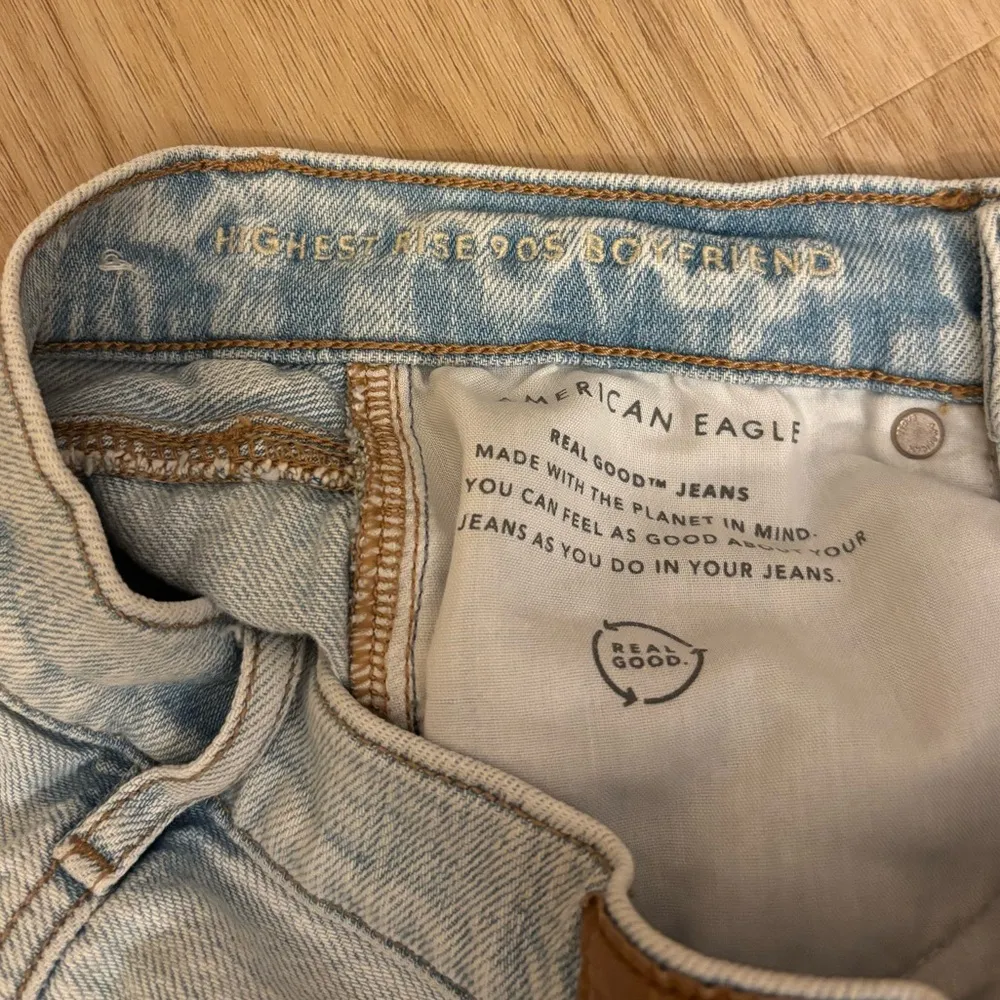 HIGHEST RISE 90S BOYFRIEND
AMERICAN EAGLE
REAL GOOD™ JEANS
MADE WITH THE PLANET IN MIND.
YOU CAN FEEL AS GOOD ABOUT YOUR
JEANS AS YOU DO IN YOUR JEANS.
REAL
GOOD.